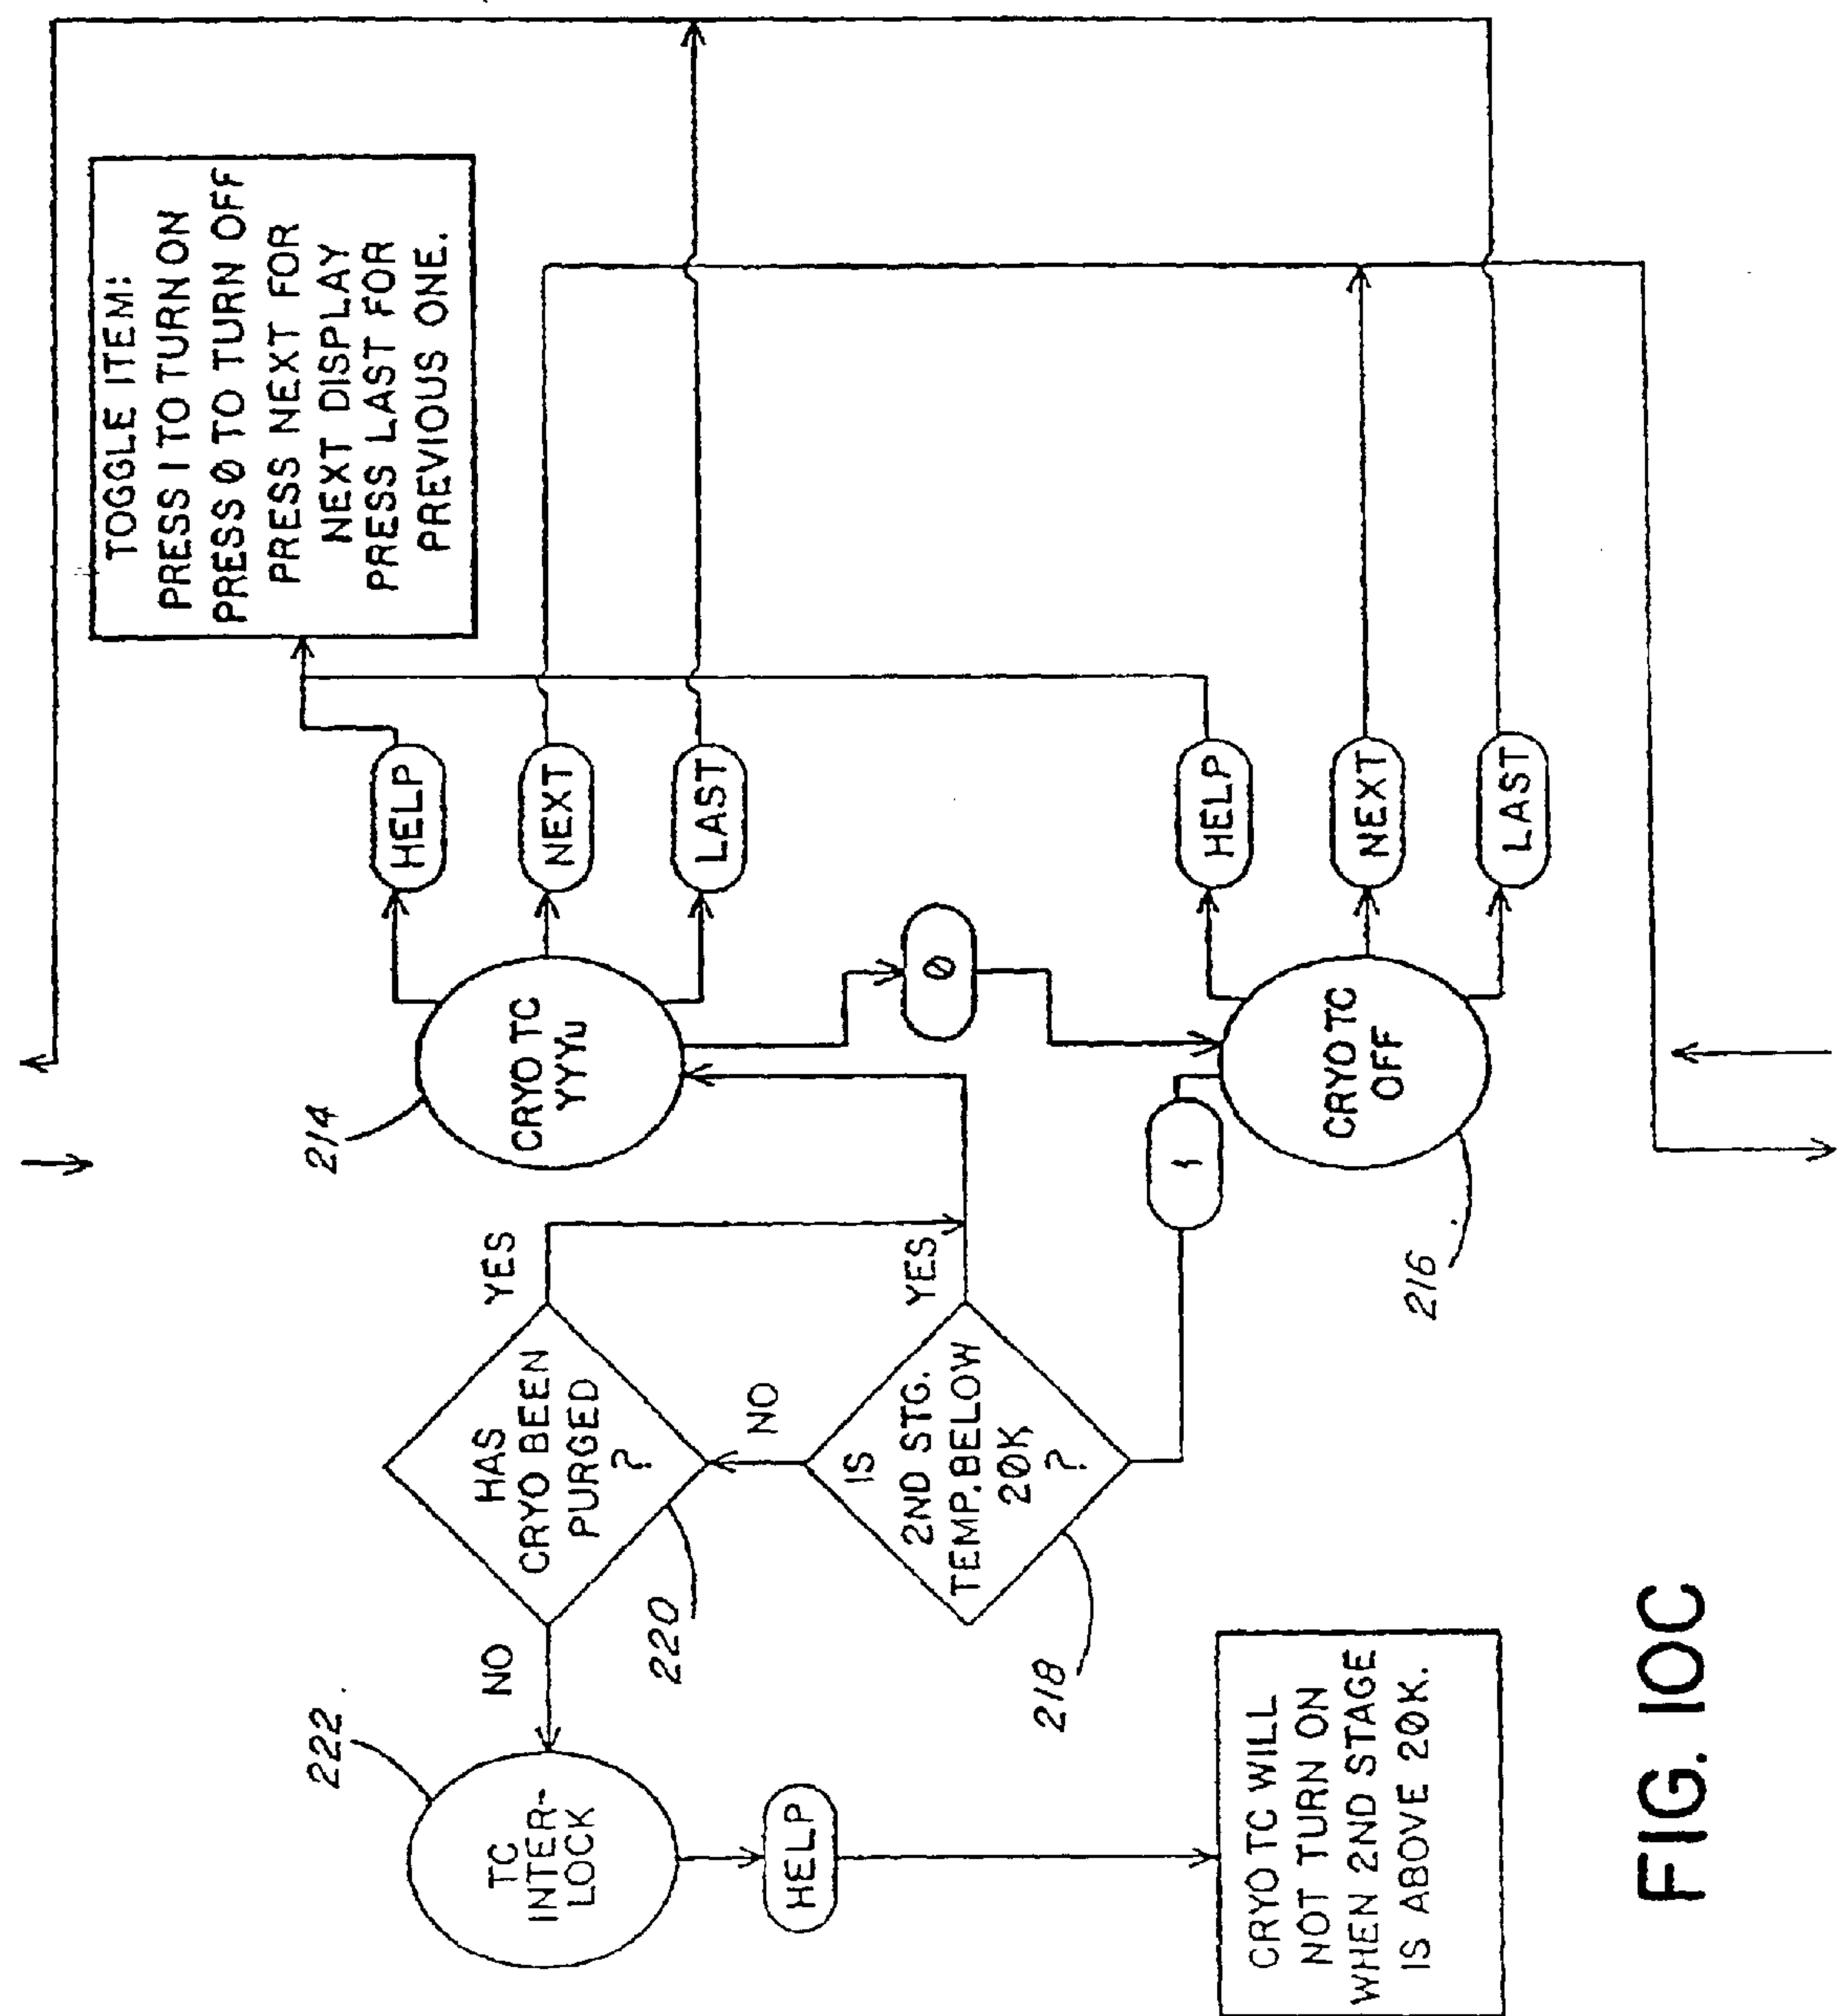 222
TC
INTER-
LOCK
NO
HAS
CRYO BEEN
PURGED
?
YES
220
214
CRYO TC
YYYu
HELP
NEXT
LAST
TOGGLE ITEM:
PRESS 1 TO TURN ON
PRESS 0 TO TURN OFF
PRESS NEXT FOR
NEXT DISPLAY
PRESS LAST FOR
PREVIOUS ONE.
HELP
NO
IS
2ND STG.
TEMP. BELOW
20K
?
YES
218
0
1
CRYO TC
OFF
216
HELP
NEXT
LAST
CRYO TC WILL
NOT TURN ON
WHEN 2ND STAGE
IS ABOVE 20K.
FIG. 10C